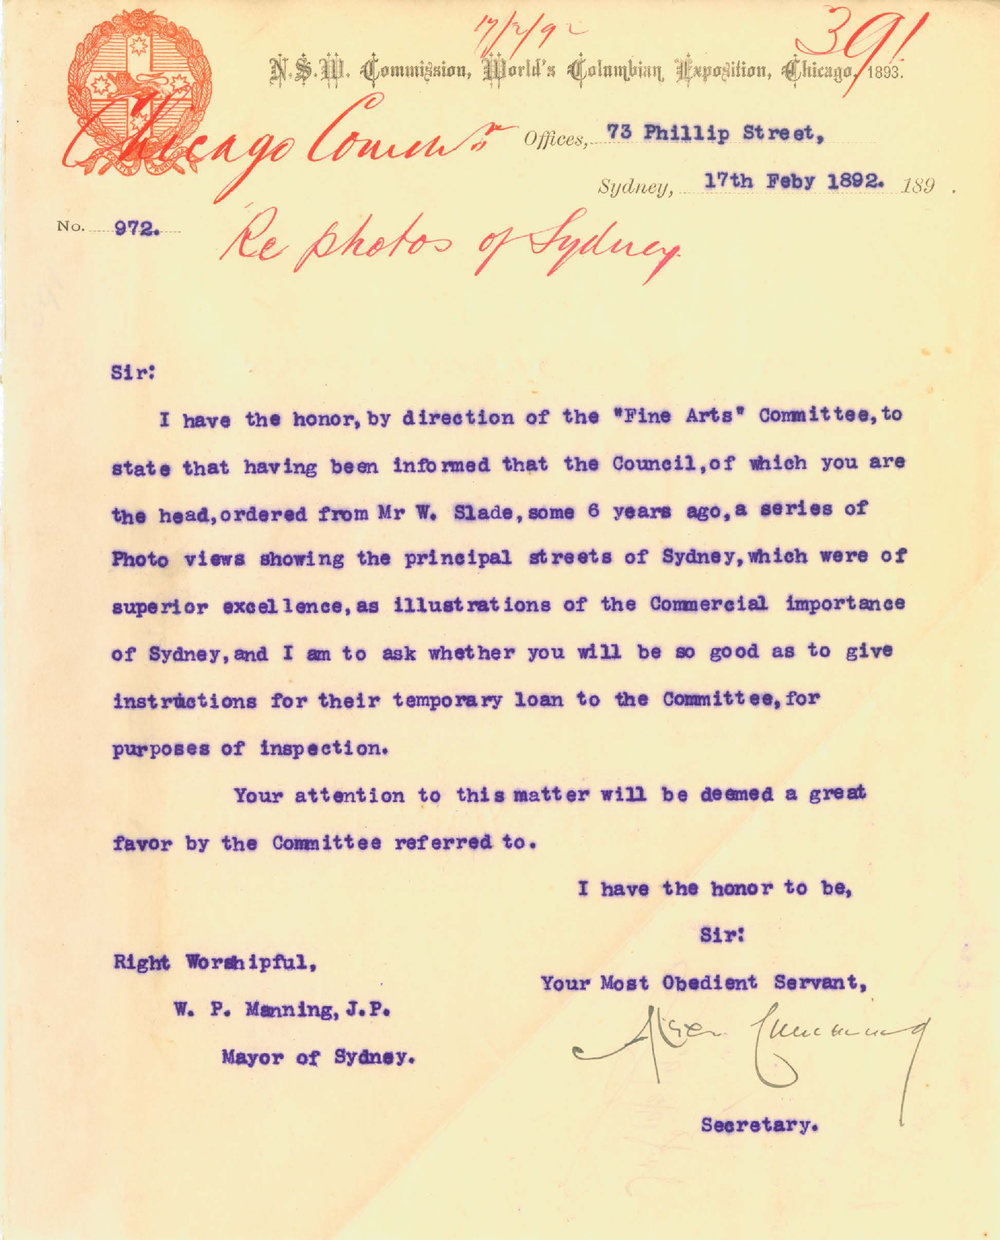 17/2/92
391
N.S.W. Commission, World's Columbian Exposition, Chicago, 1893.
Chicago Commrs
Offices, 73 Phillip Street,
Sydney, 17th Feby 1892. 189 .
No. 972.
Re photos of Sydney
Sir:
I have the honor, by direction of the "Fine Arts" Committee, to
state that having been informed that the Council, of which you are
the head, ordered from Mr W. Slade, some 6 years ago, a series of
Photo views showing the principal streets of Sydney, which were of
superior excellence, as illustrations of the Commercial importance
of Sydney, and I am to ask whether you will be so good as to give
instructions for their temporary loan to the Committee, for
purposes of inspection.
Your attention to this matter will be deemed a great
favor by the Committee referred to.
I have the honor to be,
Sir:
Your Most Obedient Servant,
Cumming
Secretary.
Right Worshipful,
W. P. Manning, J.P.
Mayor of Sydney.